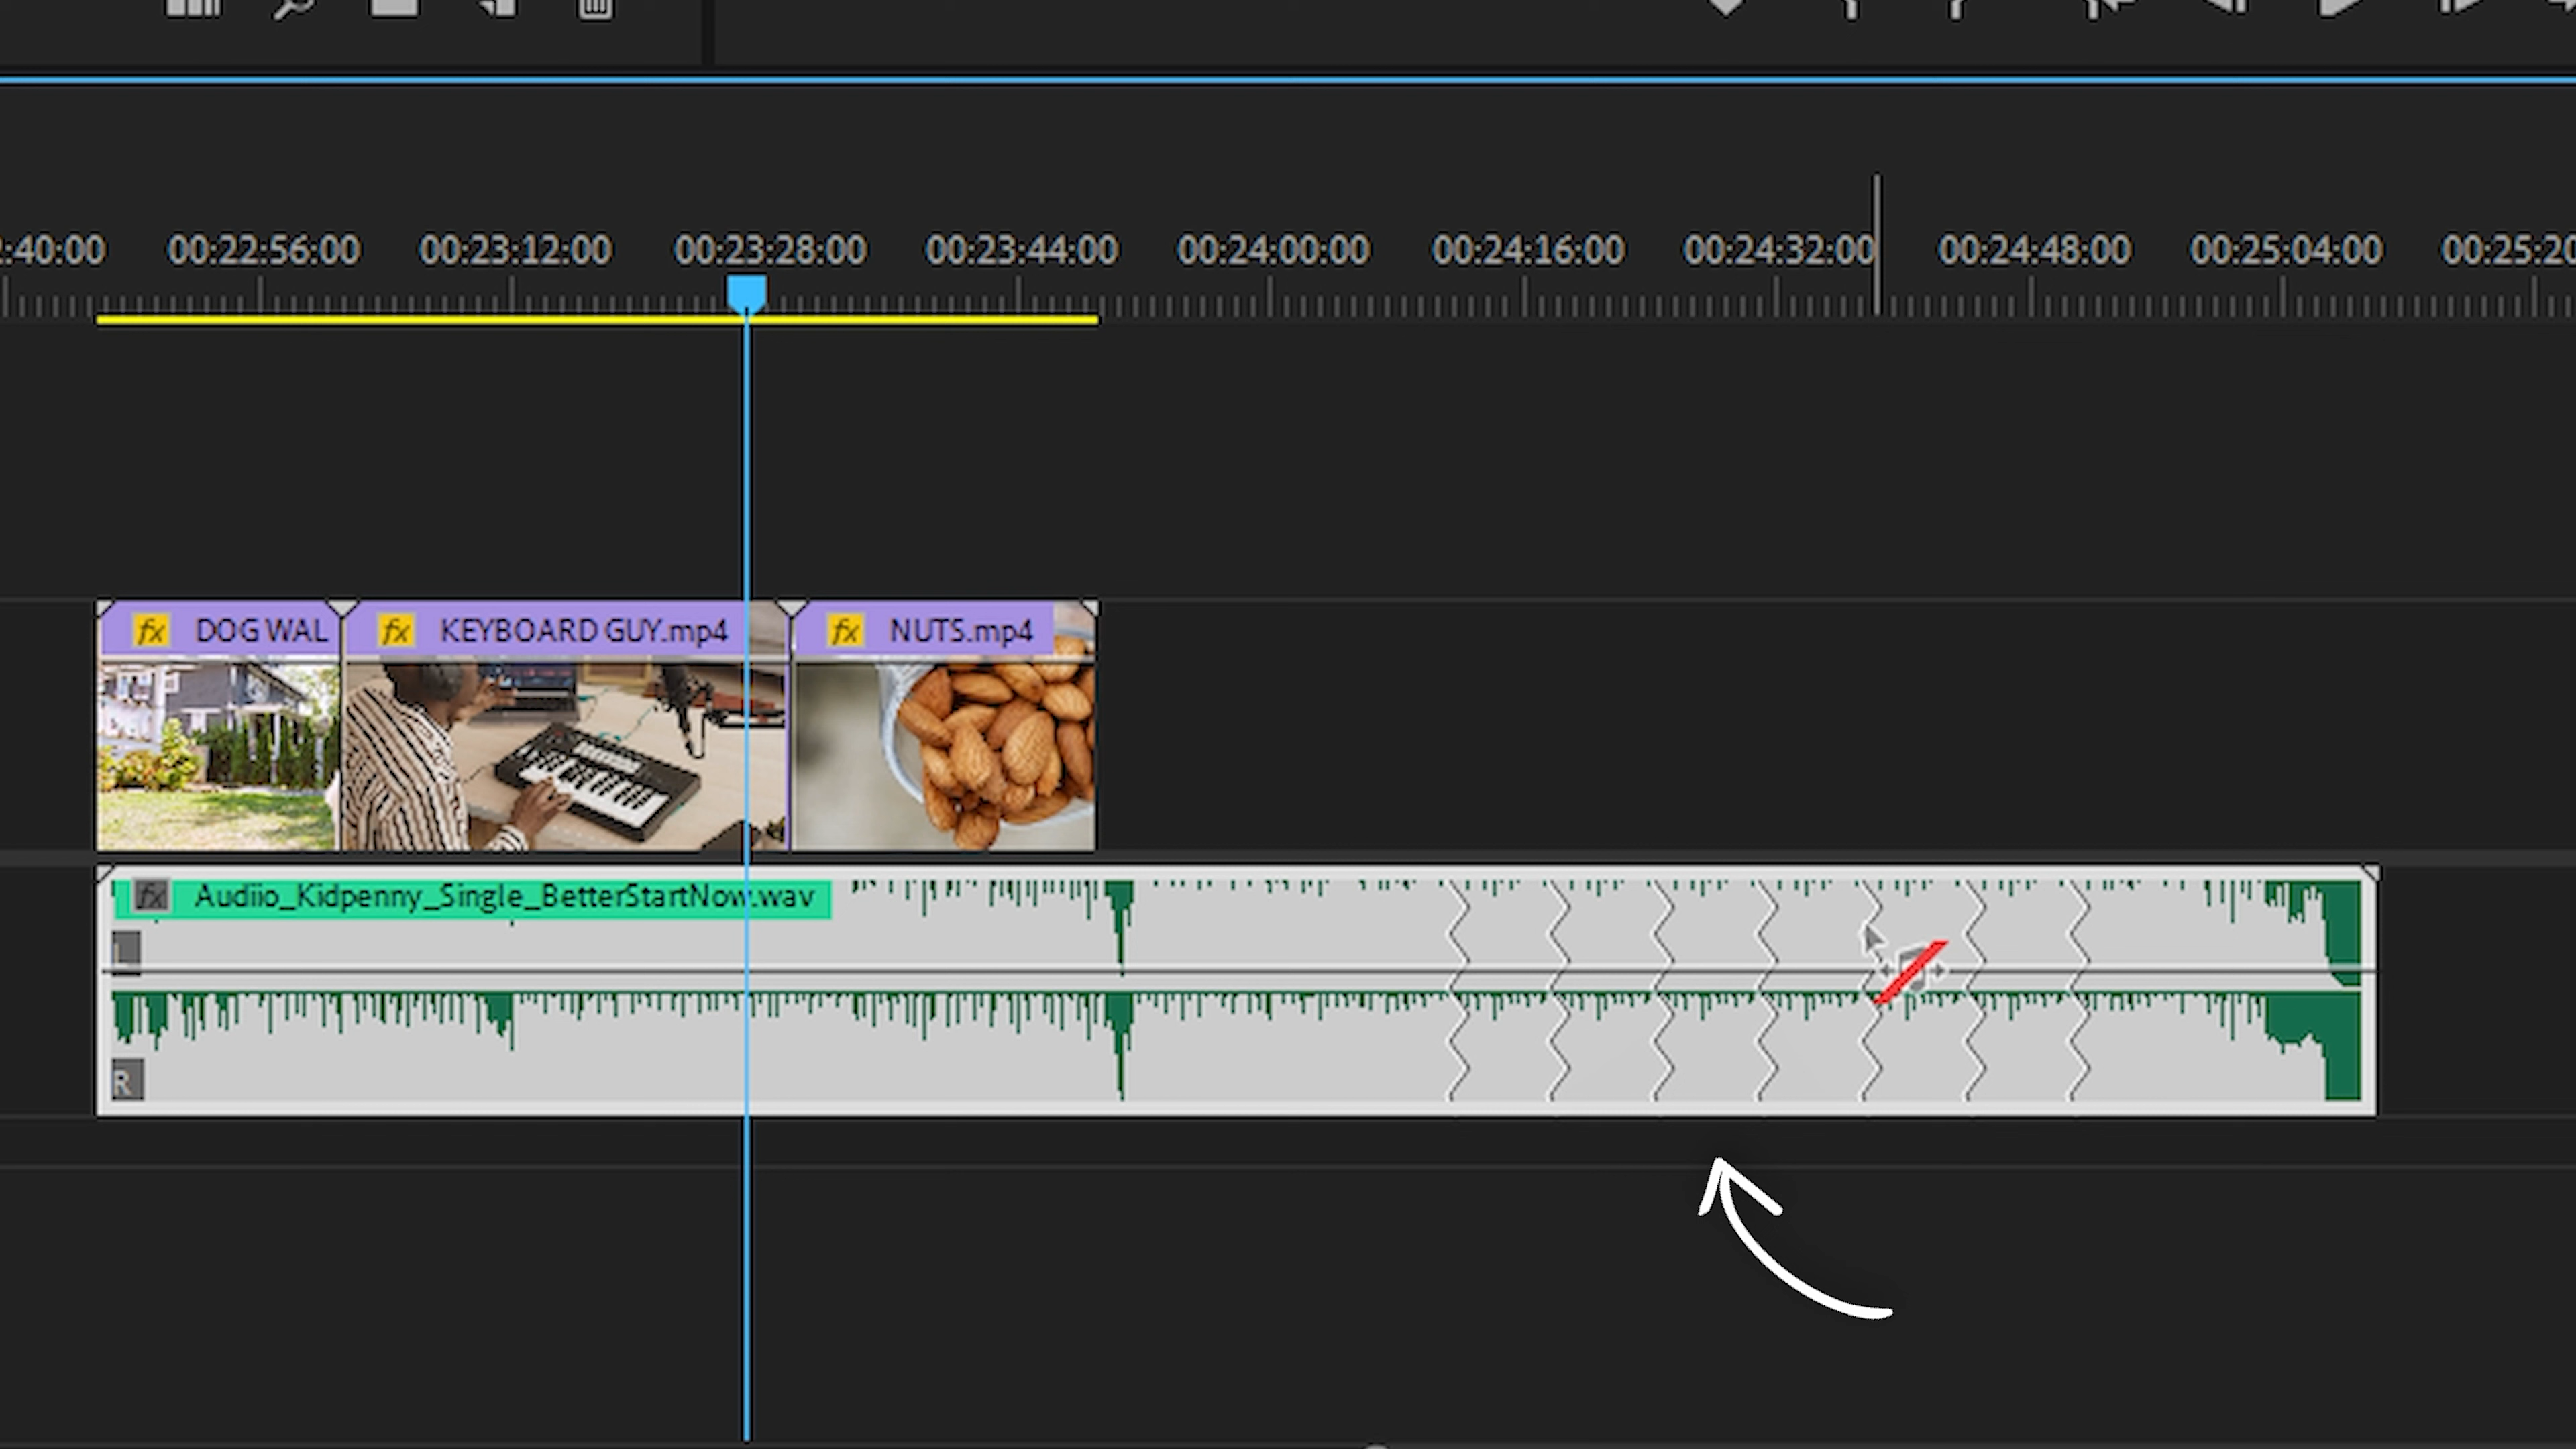 :40:00 00:22:56:00 00:23:12:00 00:23:28:00 00:23:44:00 00:24:00:00 00:24:16:00 00:24:32:00 00:24:48:00 00:25:04:00 00:25:20
fx DOG WAL fx KEYBOARD GUY.mp4 fx NUTS.mp4
fx Audiio_Kidpenny_Single_BetterStartNow.wav
L
R